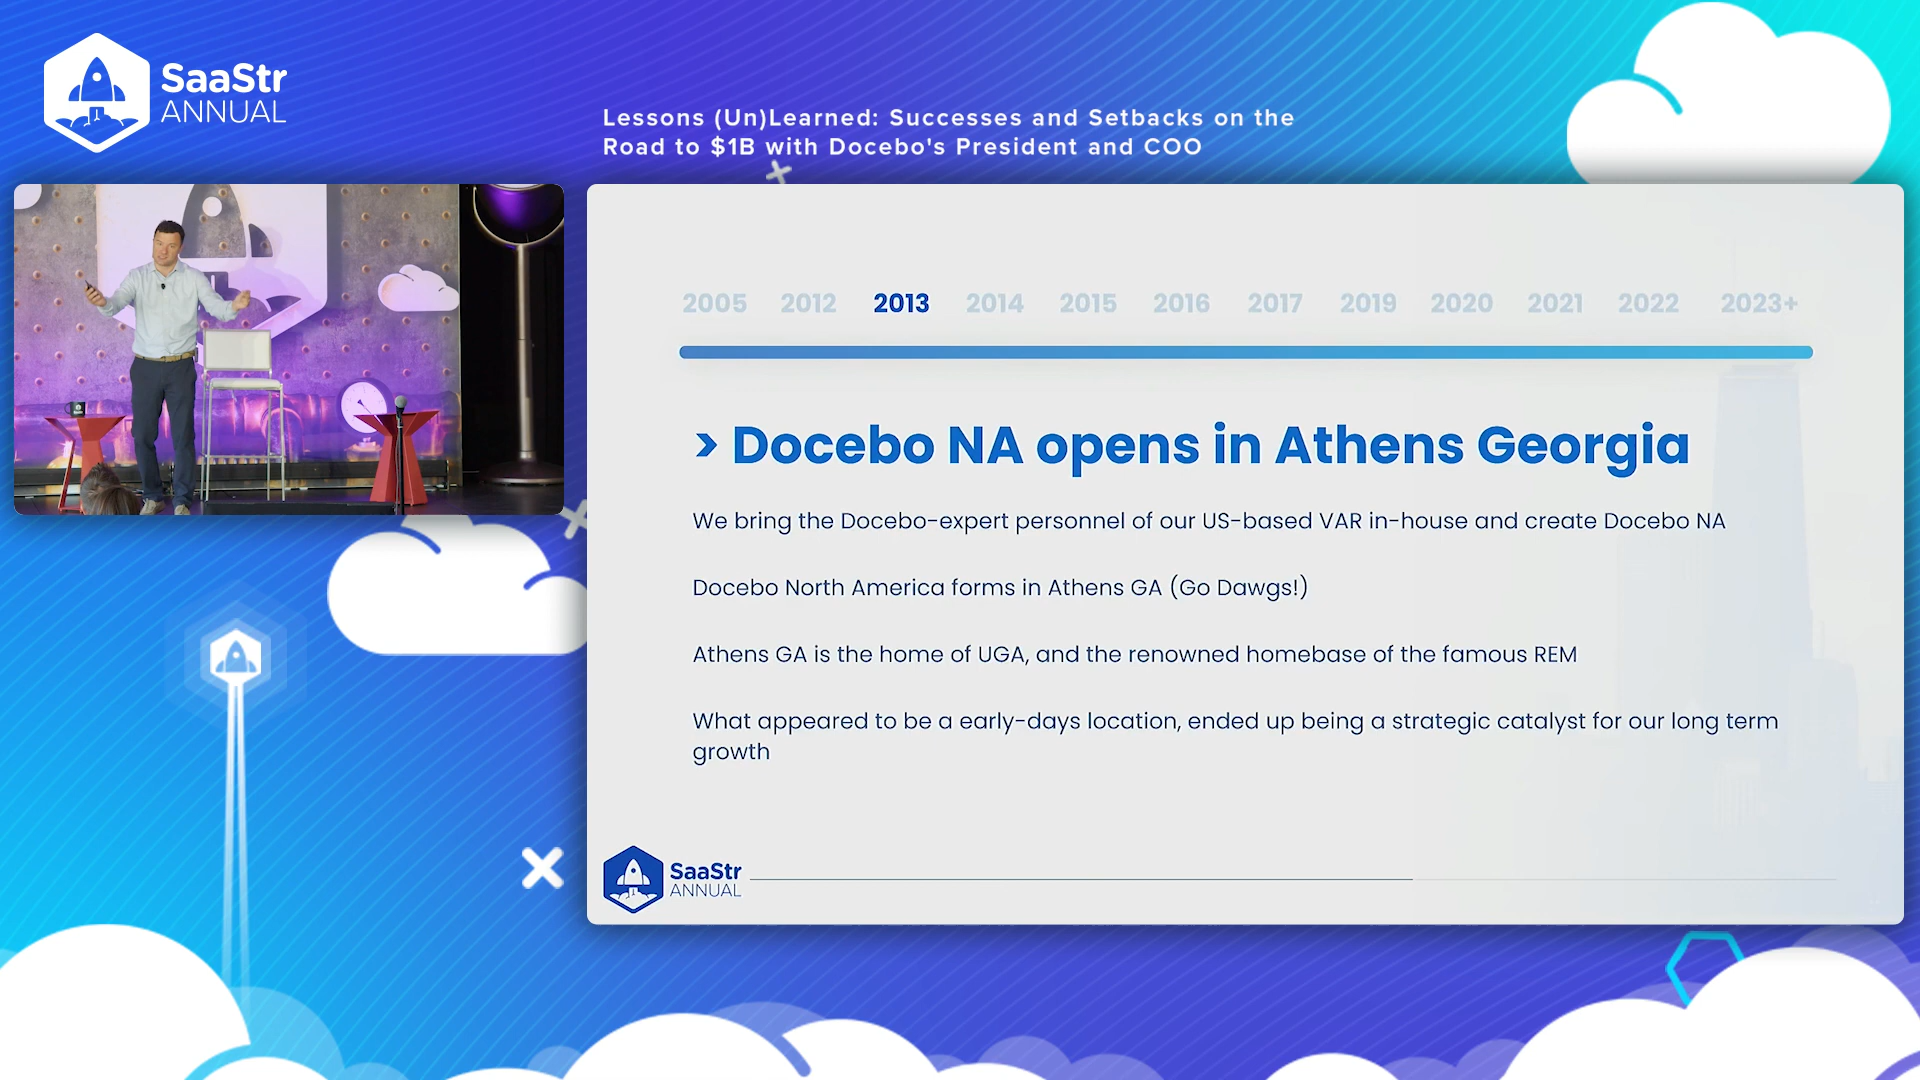 SaaStr
ANNUAL
Lessons (Un)Learned: Successes and Setbacks on the
Road to $1B with Docebo's President and COO
2005 2012 2013 2014 2015 2016 2017 2019 2020 2021 2022 2023+
> Docebo NA opens in Athens Georgia
We bring the Docebo-expert personnel of our US-based VAR in-house and create Docebo NA
Docebo North America forms in Athens GA (Go Dawgs!)
Athens GA is the home of UGA, and the renowned homebase of the famous REM
What appeared to be a early-days location, ended up being a strategic catalyst for our long term
growth
SaaStr
ANNUAL